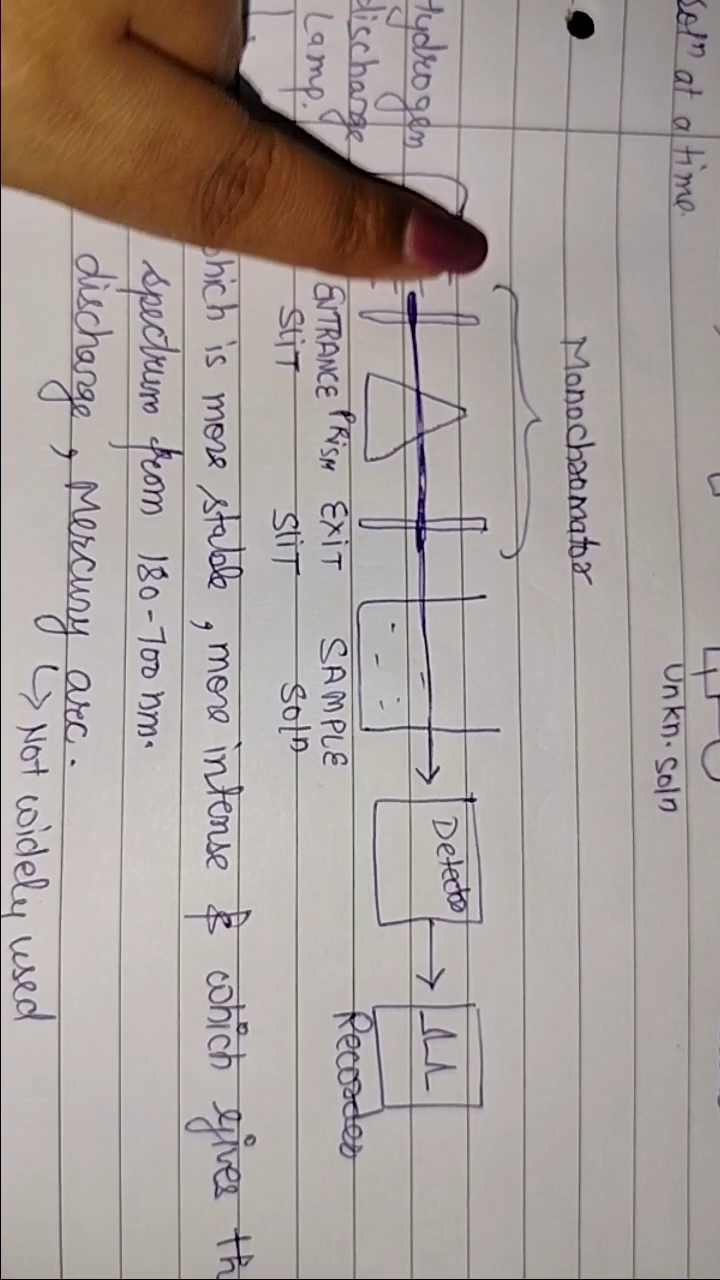 soln at a time.
Unkn. soln
Monochromator
Hydrogen
discharge
Lamp.
ENTRANCE PRISM EXIT SAMPLE
SLIT SLIT Soln
Detector
Recorder
which is more stable, more intense & which gives th
spectrum from 180-700 nm.
discharge, Mercury arc.
↳ Not widely used